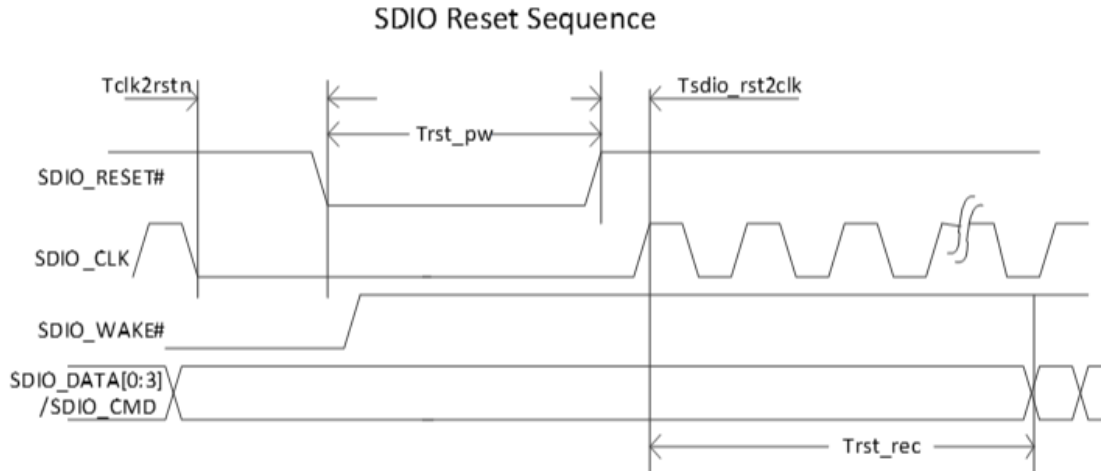 SDIO Reset Sequence
Tclk2rstn
Tsdio_rst2clk
Trst_pw
SDIO_RESET#
SDIO_CLK
SDIO_WAKE#
SDIO_DATA[0:3]
/SDIO_CMD
Trst_rec